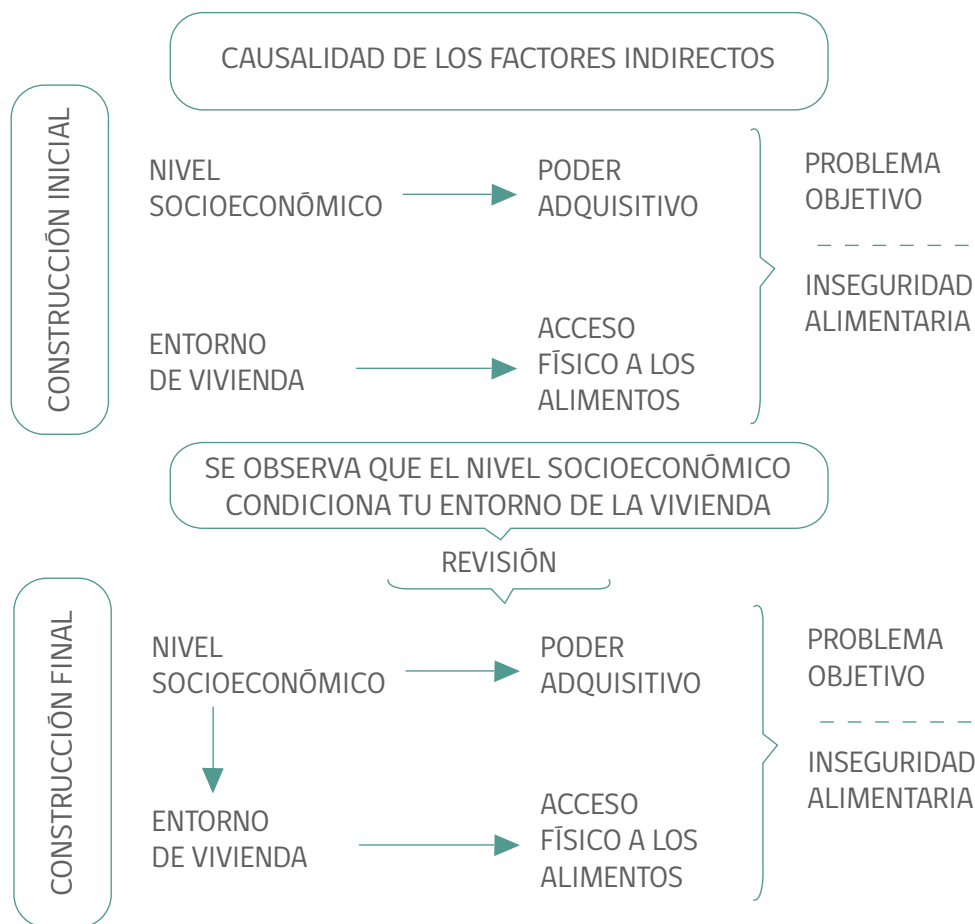 CAUSALIDAD DE LOS FACTORES INDIRECTOS
CONSTRUCCIÓN INICIAL
NIVEL
SOCIOECONÓMICO
PODER
ADQUISITIVO
ENTORNO
DE VIVIENDA
ACCESO
FÍSICO A LOS
ALIMENTOS
PROBLEMA
OBJETIVO
INSEGURIDAD
ALIMENTARIA
SE OBSERVA QUE EL NIVEL SOCIOECONÓMICO
CONDICIONA TU ENTORNO DE LA VIVIENDA
REVISIÓN
CONSTRUCCIÓN FINAL
NIVEL
SOCIOECONÓMICO
PODER
ADQUISITIVO
ENTORNO
DE VIVIENDA
ACCESO
FÍSICO A LOS
ALIMENTOS
PROBLEMA
OBJETIVO
INSEGURIDAD
ALIMENTARIA